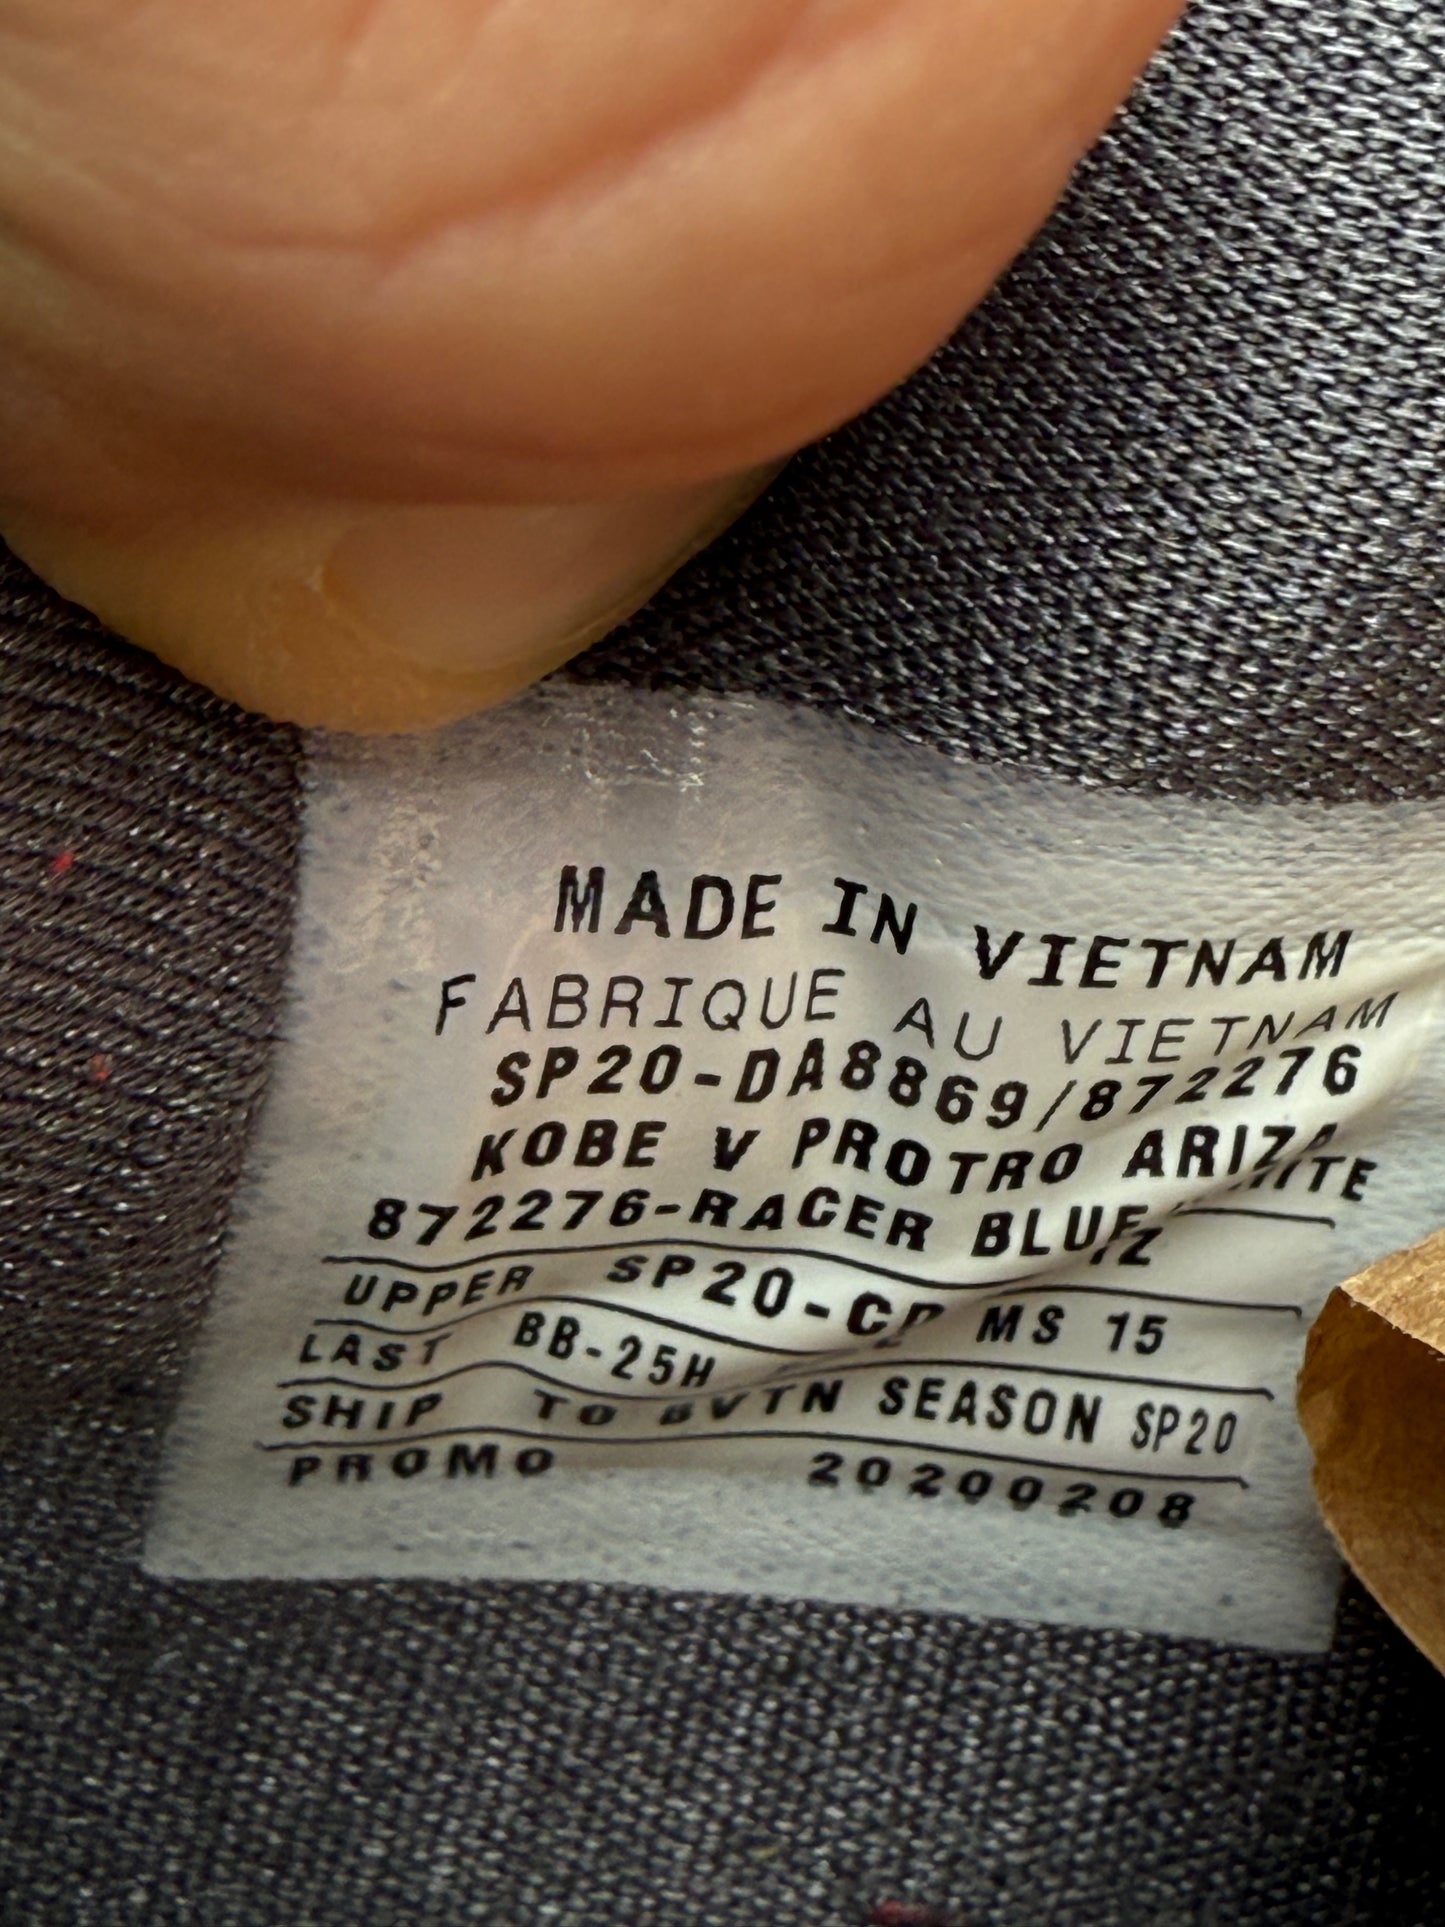 MADE IN VIETNAM
FABRIQUE AU VIETNAM
SP20-DA8869/872276
KOBE V PROTRO
872276-RACER
UPPER SP20- MS 15
LAST BB-25H
SHIP TO SEASON SP20
PROMO 20200208